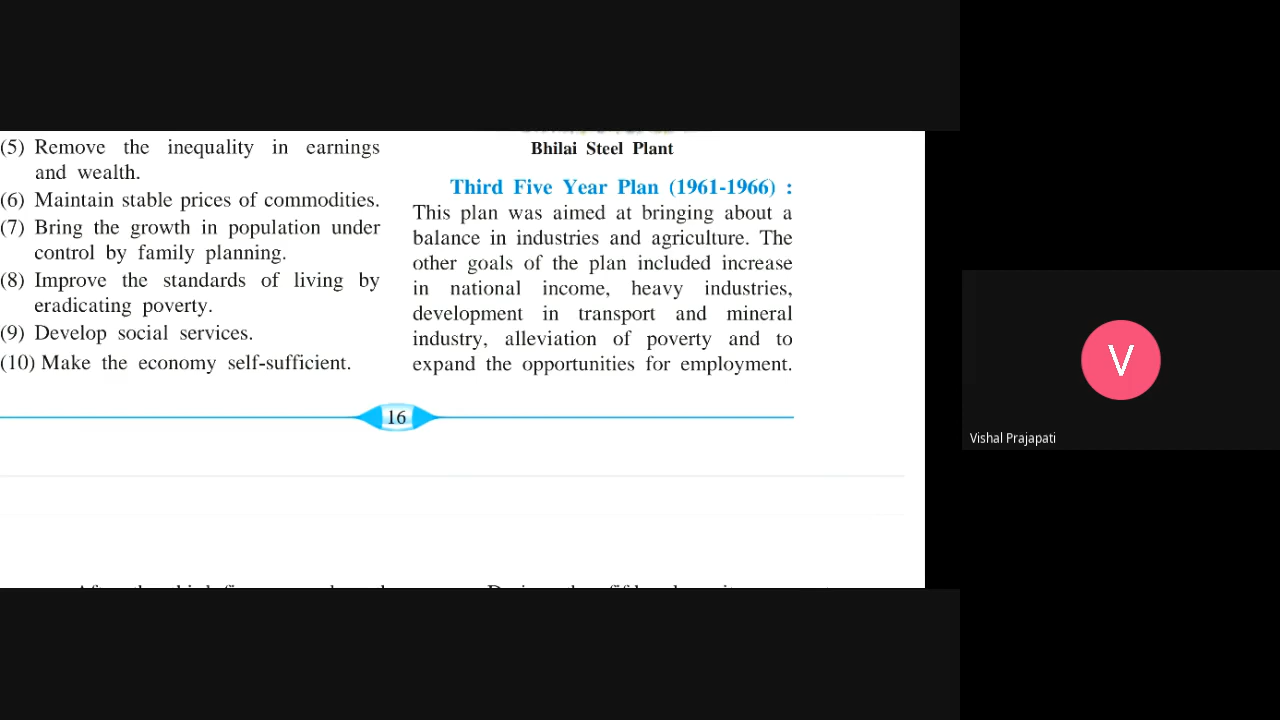 (5) Remove the inequality in earnings
and wealth.
(6) Maintain stable prices of commodities.
(7) Bring the growth in population under
control by family planning.
(8) Improve the standards of living by
eradicating poverty.
(9) Develop social services.
(10) Make the economy self-sufficient.
Bhilai Steel Plant
Third Five Year Plan (1961-1966) :
This plan was aimed at bringing about a
balance in industries and agriculture. The
other goals of the plan included increase
in national income, heavy industries,
development in transport and mineral
industry, alleviation of poverty and to
expand the opportunities for employment.
16
V
Vishal Prajapati